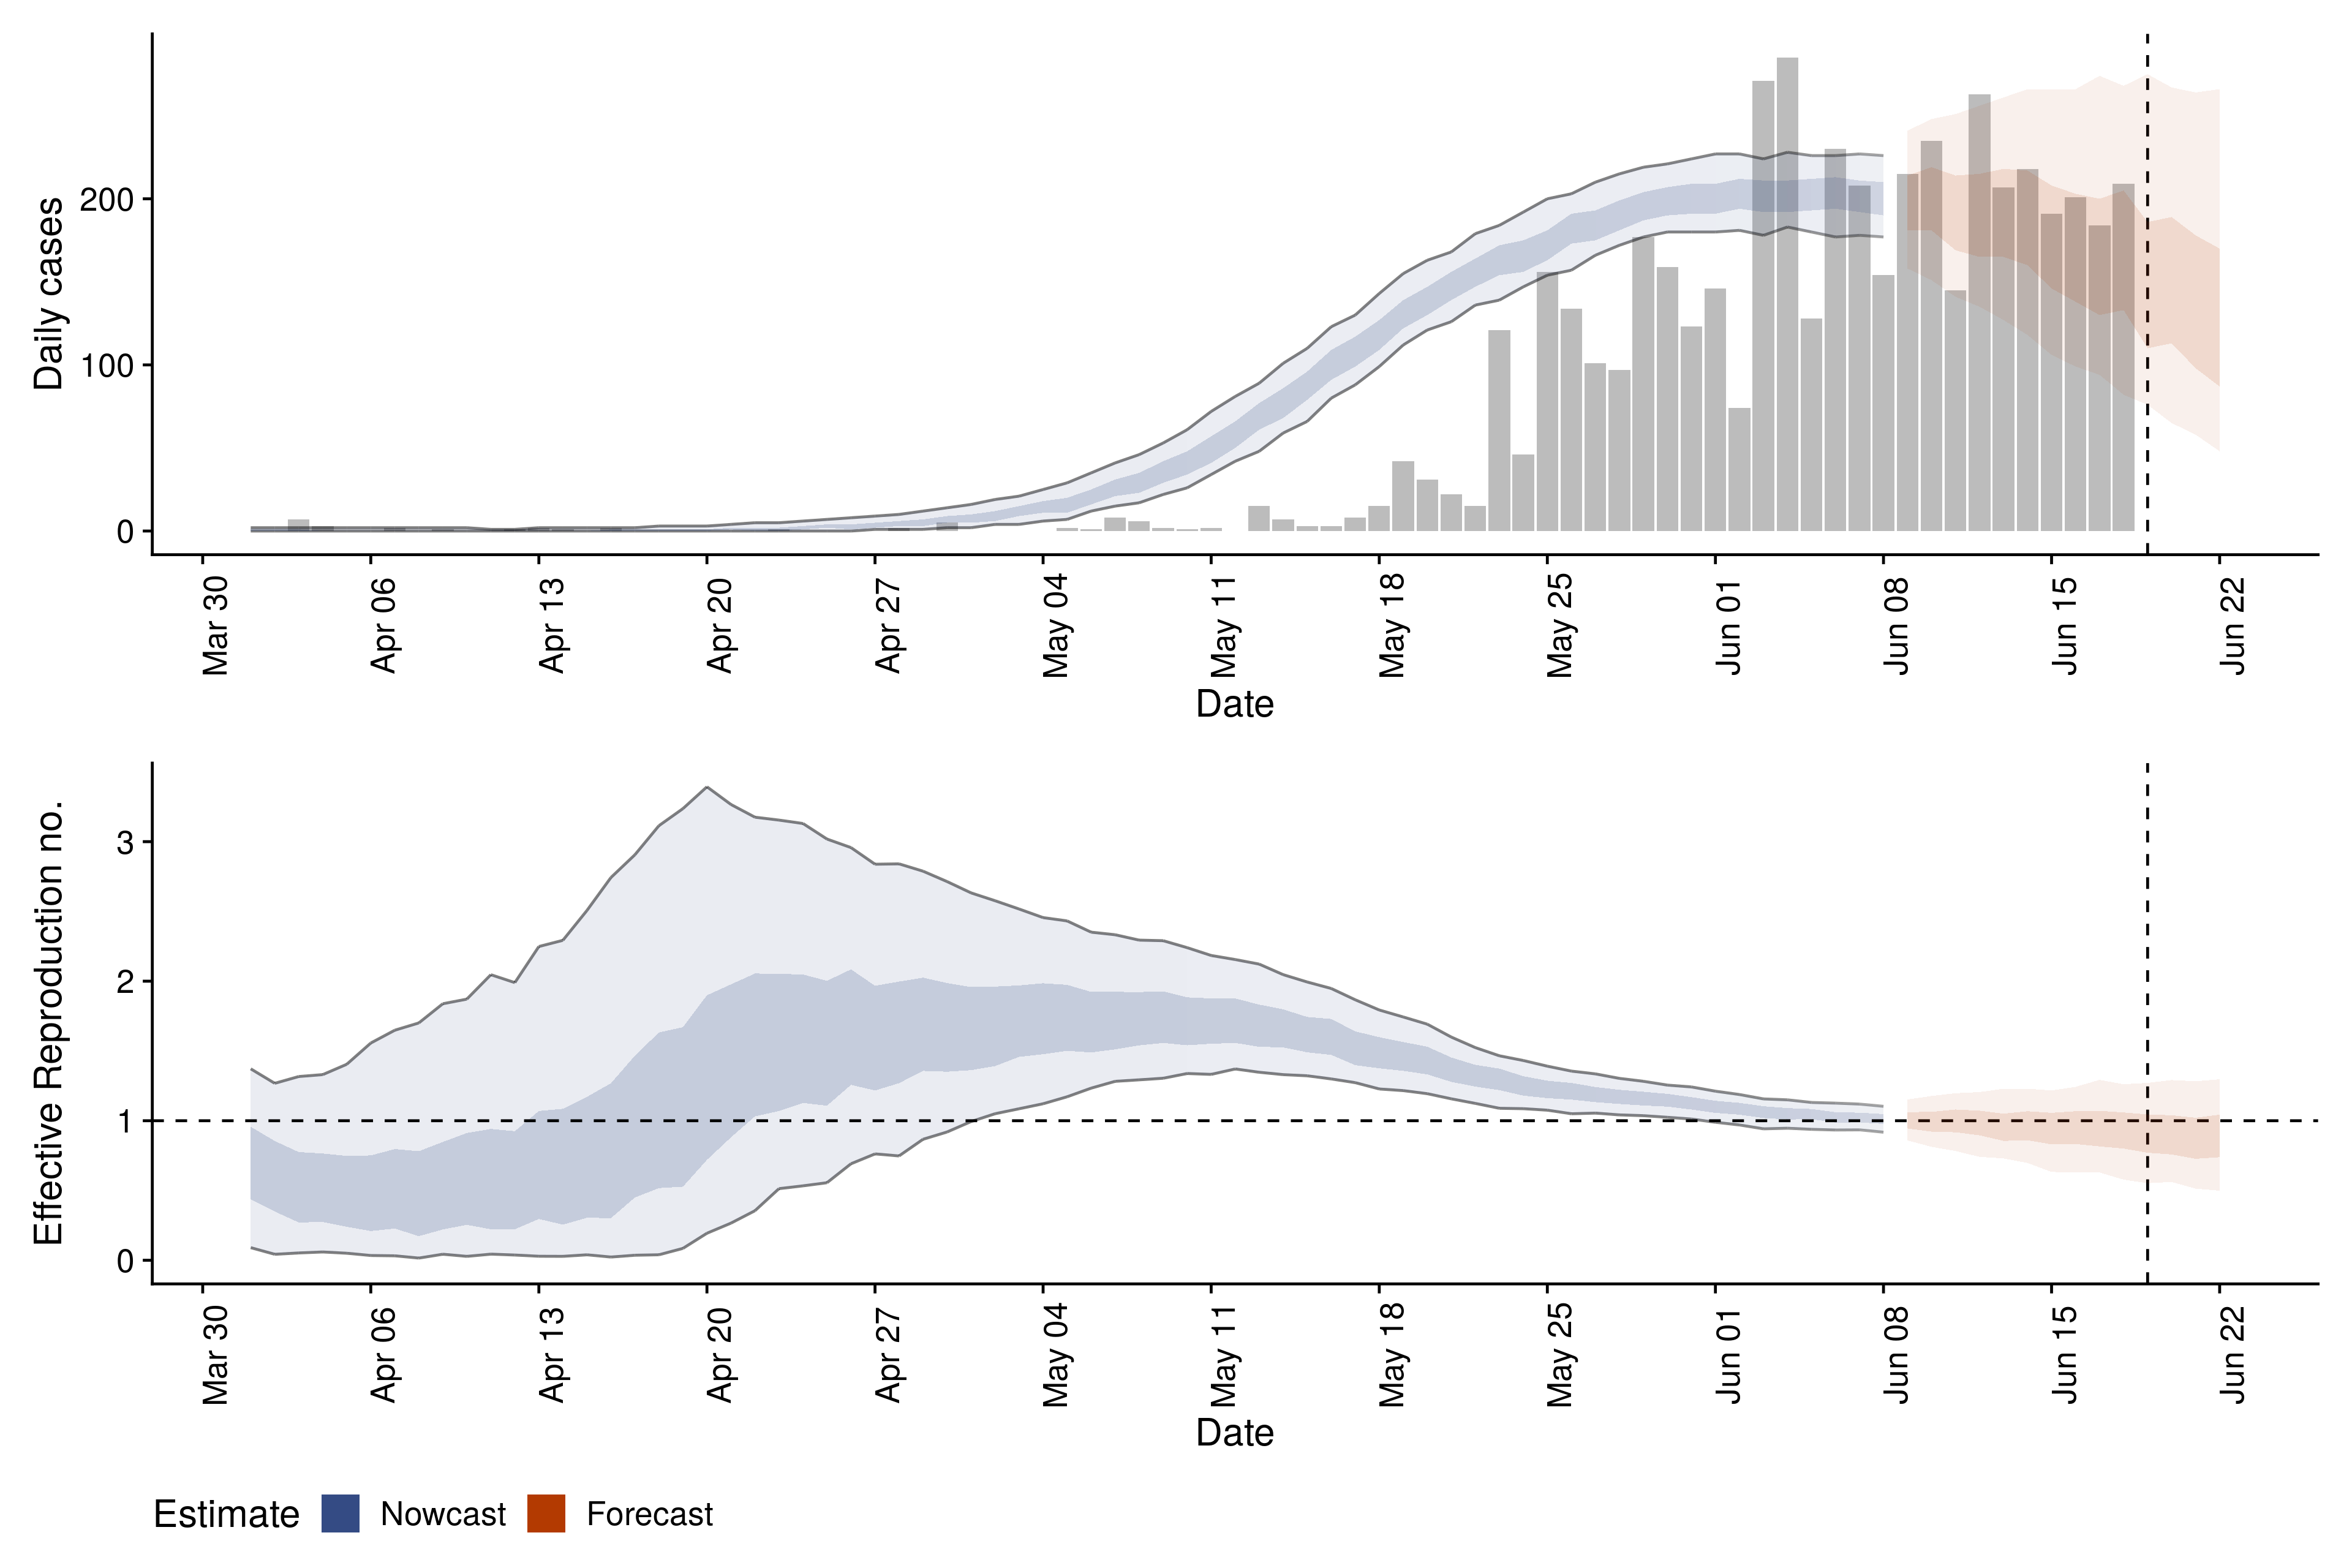 Daily cases
200
100
0
Mar 30
Apr 06
Apr 13
Apr 20
Apr 27
May 04
May 11
May 18
May 25
Jun 01
Jun 08
Jun 15
Jun 22
Date
Effective Reproduction no.
3
2
1
0
Mar 30
Apr 06
Apr 13
Apr 20
Apr 27
May 04
May 11
May 18
May 25
Jun 01
Jun 08
Jun 15
Jun 22
Date
Estimate Nowcast Forecast